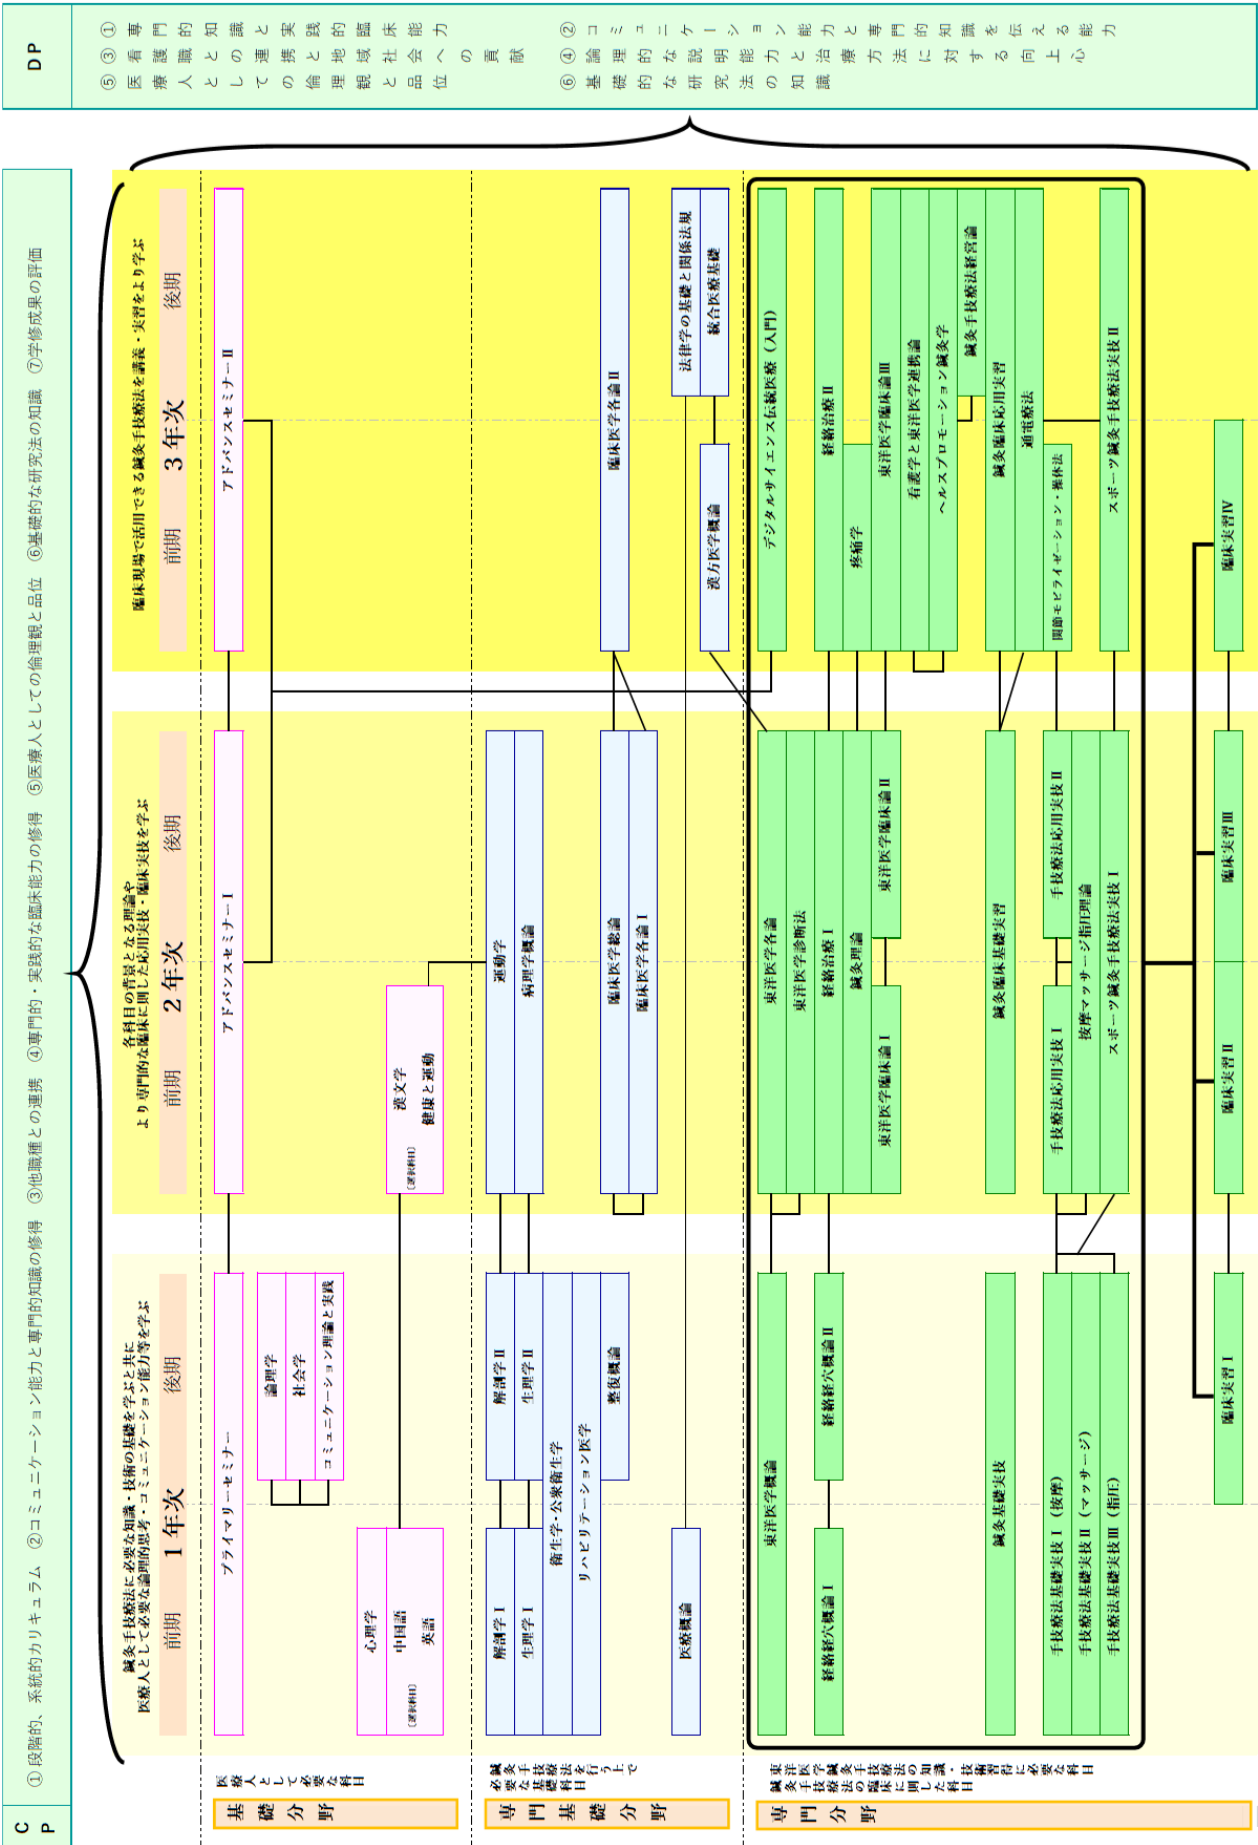 CP
① 段階的、系統的カリキュラム　②コミュニケーション能力と専門的知識の修得　③他職種との連携　④専門的・実践的な臨床能力の修得　⑤医療人としての倫理観と品位　⑥基礎的な研究法の知識　⑦学修成果の評価
DP
①専門的知識と実践的臨床能力
③看護職との連携と地域社会への貢献
⑤医療人としての倫理観と品位
②コミュニケーション能力と専門的知識を伝える能力
④論理的な説明能力と治療方法に対する向上心
⑥基礎的な研究法の知識
鍼灸手技療法に必要な知識・技術の基礎を学ぶと共に
医療人として必要な論理的思考・コミュニケーション能力等を学ぶ
前期　1年次　後期
各科目の背景となる理論や
より専門的な臨床に則した応用実技・臨床実技を学ぶ
前期　2年次　後期
臨床現場で活用できる鍼灸手技療法を講義・実習をより学ぶ
前期　3年次　後期
基礎分野
医療人として必要な科目
プライマリーセミナー
アドバンスセミナーⅠ
アドバンスセミナーⅡ
論理学
社会学
コミュニケーション理論と実践
心理学
中国語
英語
〔選択科目〕
漢文学
健康と運動
〔選択科目〕
専門基礎分野
鍼灸手技療法を行う上で
必要な基礎科目
解剖学Ⅰ
解剖学Ⅱ
運動学
生理学Ⅰ
生理学Ⅱ
病理学概論
衛生学・公衆衛生学
リハビリテーション医学
整復概論
臨床医学総論
臨床医学各論Ⅱ
臨床医学各論Ⅰ
医療概論
法律学の基礎と関係法規
漢方医学概論
統合医療基礎
専門分野
東洋医学鍼灸手技療法の知識・技術習得に必要な科目
鍼灸手技療法の臨床に則した科目
東洋医学概論
東洋医学各論
デジタルサイエンス伝統医療（入門）
東洋医学診断法
経絡経穴概論Ⅰ
経絡経穴概論Ⅱ
経絡治療Ⅰ
経絡治療Ⅱ
鍼灸理論
疼痛学
東洋医学臨床論Ⅰ
東洋医学臨床論Ⅱ
東洋医学臨床論Ⅲ
看護学と東洋医学連携論
ヘルスプロモーション鍼灸学
鍼灸手技療法経営論
鍼灸基礎実技
鍼灸臨床基礎実習
鍼灸臨床応用実習
通電療法
手技療法基礎実技Ⅰ（按摩）
手技療法応用実技Ⅰ
手技療法応用実技Ⅱ
関節モビライゼーション・操体法
手技療法基礎実技Ⅱ（マッサージ）
按摩マッサージ指圧理論
手技療法基礎実技Ⅲ（指圧）
スポーツ鍼灸手技療法実技Ⅰ
スポーツ鍼灸手技療法実技Ⅱ
臨床実習Ⅰ
臨床実習Ⅱ
臨床実習Ⅲ
臨床実習Ⅳ